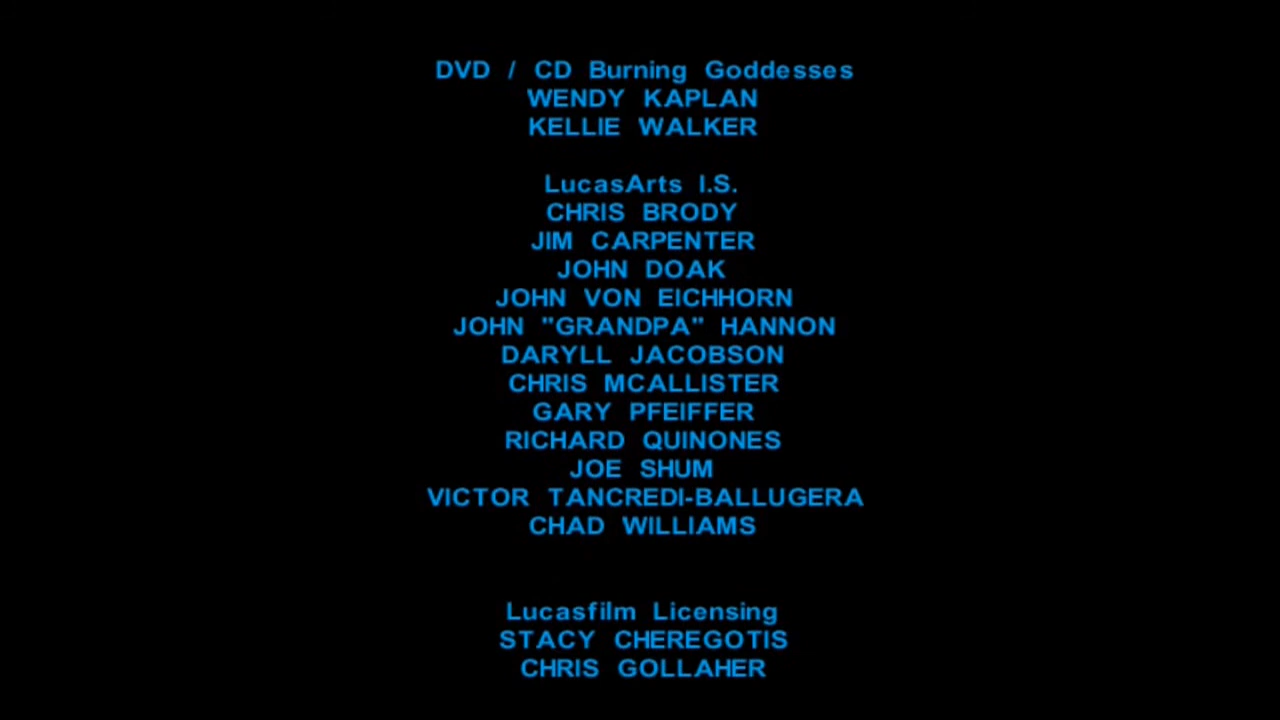 DVD / CD Burning Goddesses
WENDY KAPLAN
KELLIE WALKER
LucasArts I.S.
CHRIS BRODY
JIM CARPENTER
JOHN DOAK
JOHN VON EICHHORN
JOHN "GRANDPA" HANNON
DARYLL JACOBSON
CHRIS MCALLISTER
GARY PFEIFFER
RICHARD QUINONES
JOE SHUM
VICTOR TANCREDI-BALLUGERA
CHAD WILLIAMS
Lucasfilm Licensing
STACY CHEREGOTIS
CHRIS GOLLAHER